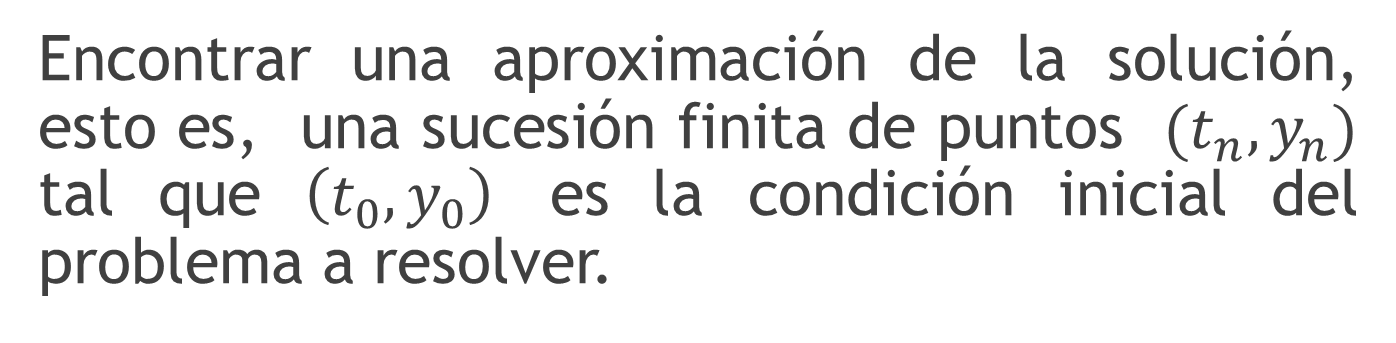 Encontrar una aproximación de la solución,
esto es, una sucesión finita de puntos (tₙ, yₙ)
tal que (t₀, y₀) es la condición inicial del
problema a resolver.